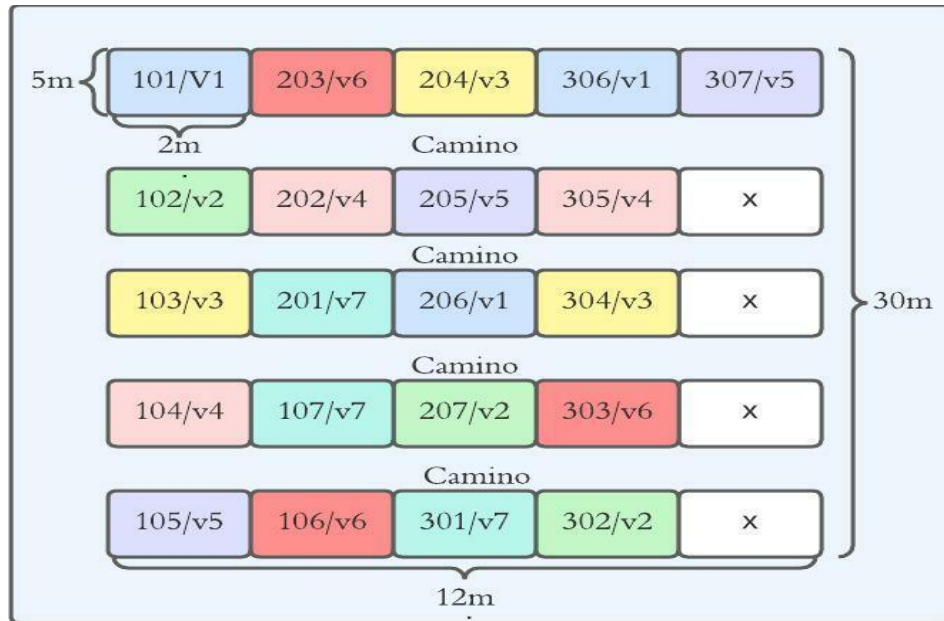 5m 101/V1 203/v6 204/v3 306/v1 307/v5
2m Camino
102/v2 202/v4 205/v5 305/v4 x
Camino
103/v3 201/v7 206/v1 304/v3 x 30m
Camino
104/v4 107/v7 207/v2 303/v6 x
Camino
105/v5 106/v6 301/v7 302/v2 x
12m